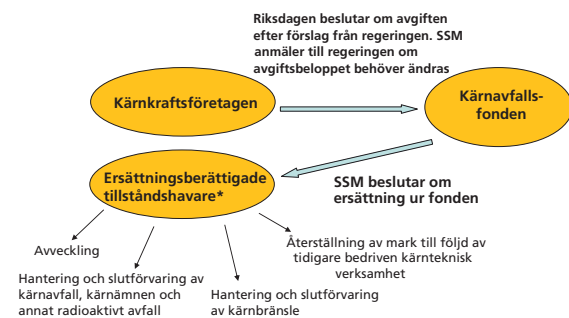 Riksdagen beslutar om avgiften
efter förslag från regeringen. SSM
anmäler till regeringen om
avgiftsbeloppet behöver ändras
Kärnkraftsföretagen
Kärnavfalls-
fonden
Ersättningsberättigade
tillståndshavare*
SSM beslutar om
ersättning ur fonden
Avveckling
Återställning av mark till följd av
tidigare bedriven kärnteknisk
verksamhet
Hantering och slutförvaring av
kärnavfall, kärnämnen och
annat radioaktivt avfall
Hantering och slutförvaring
av kärnbränsle